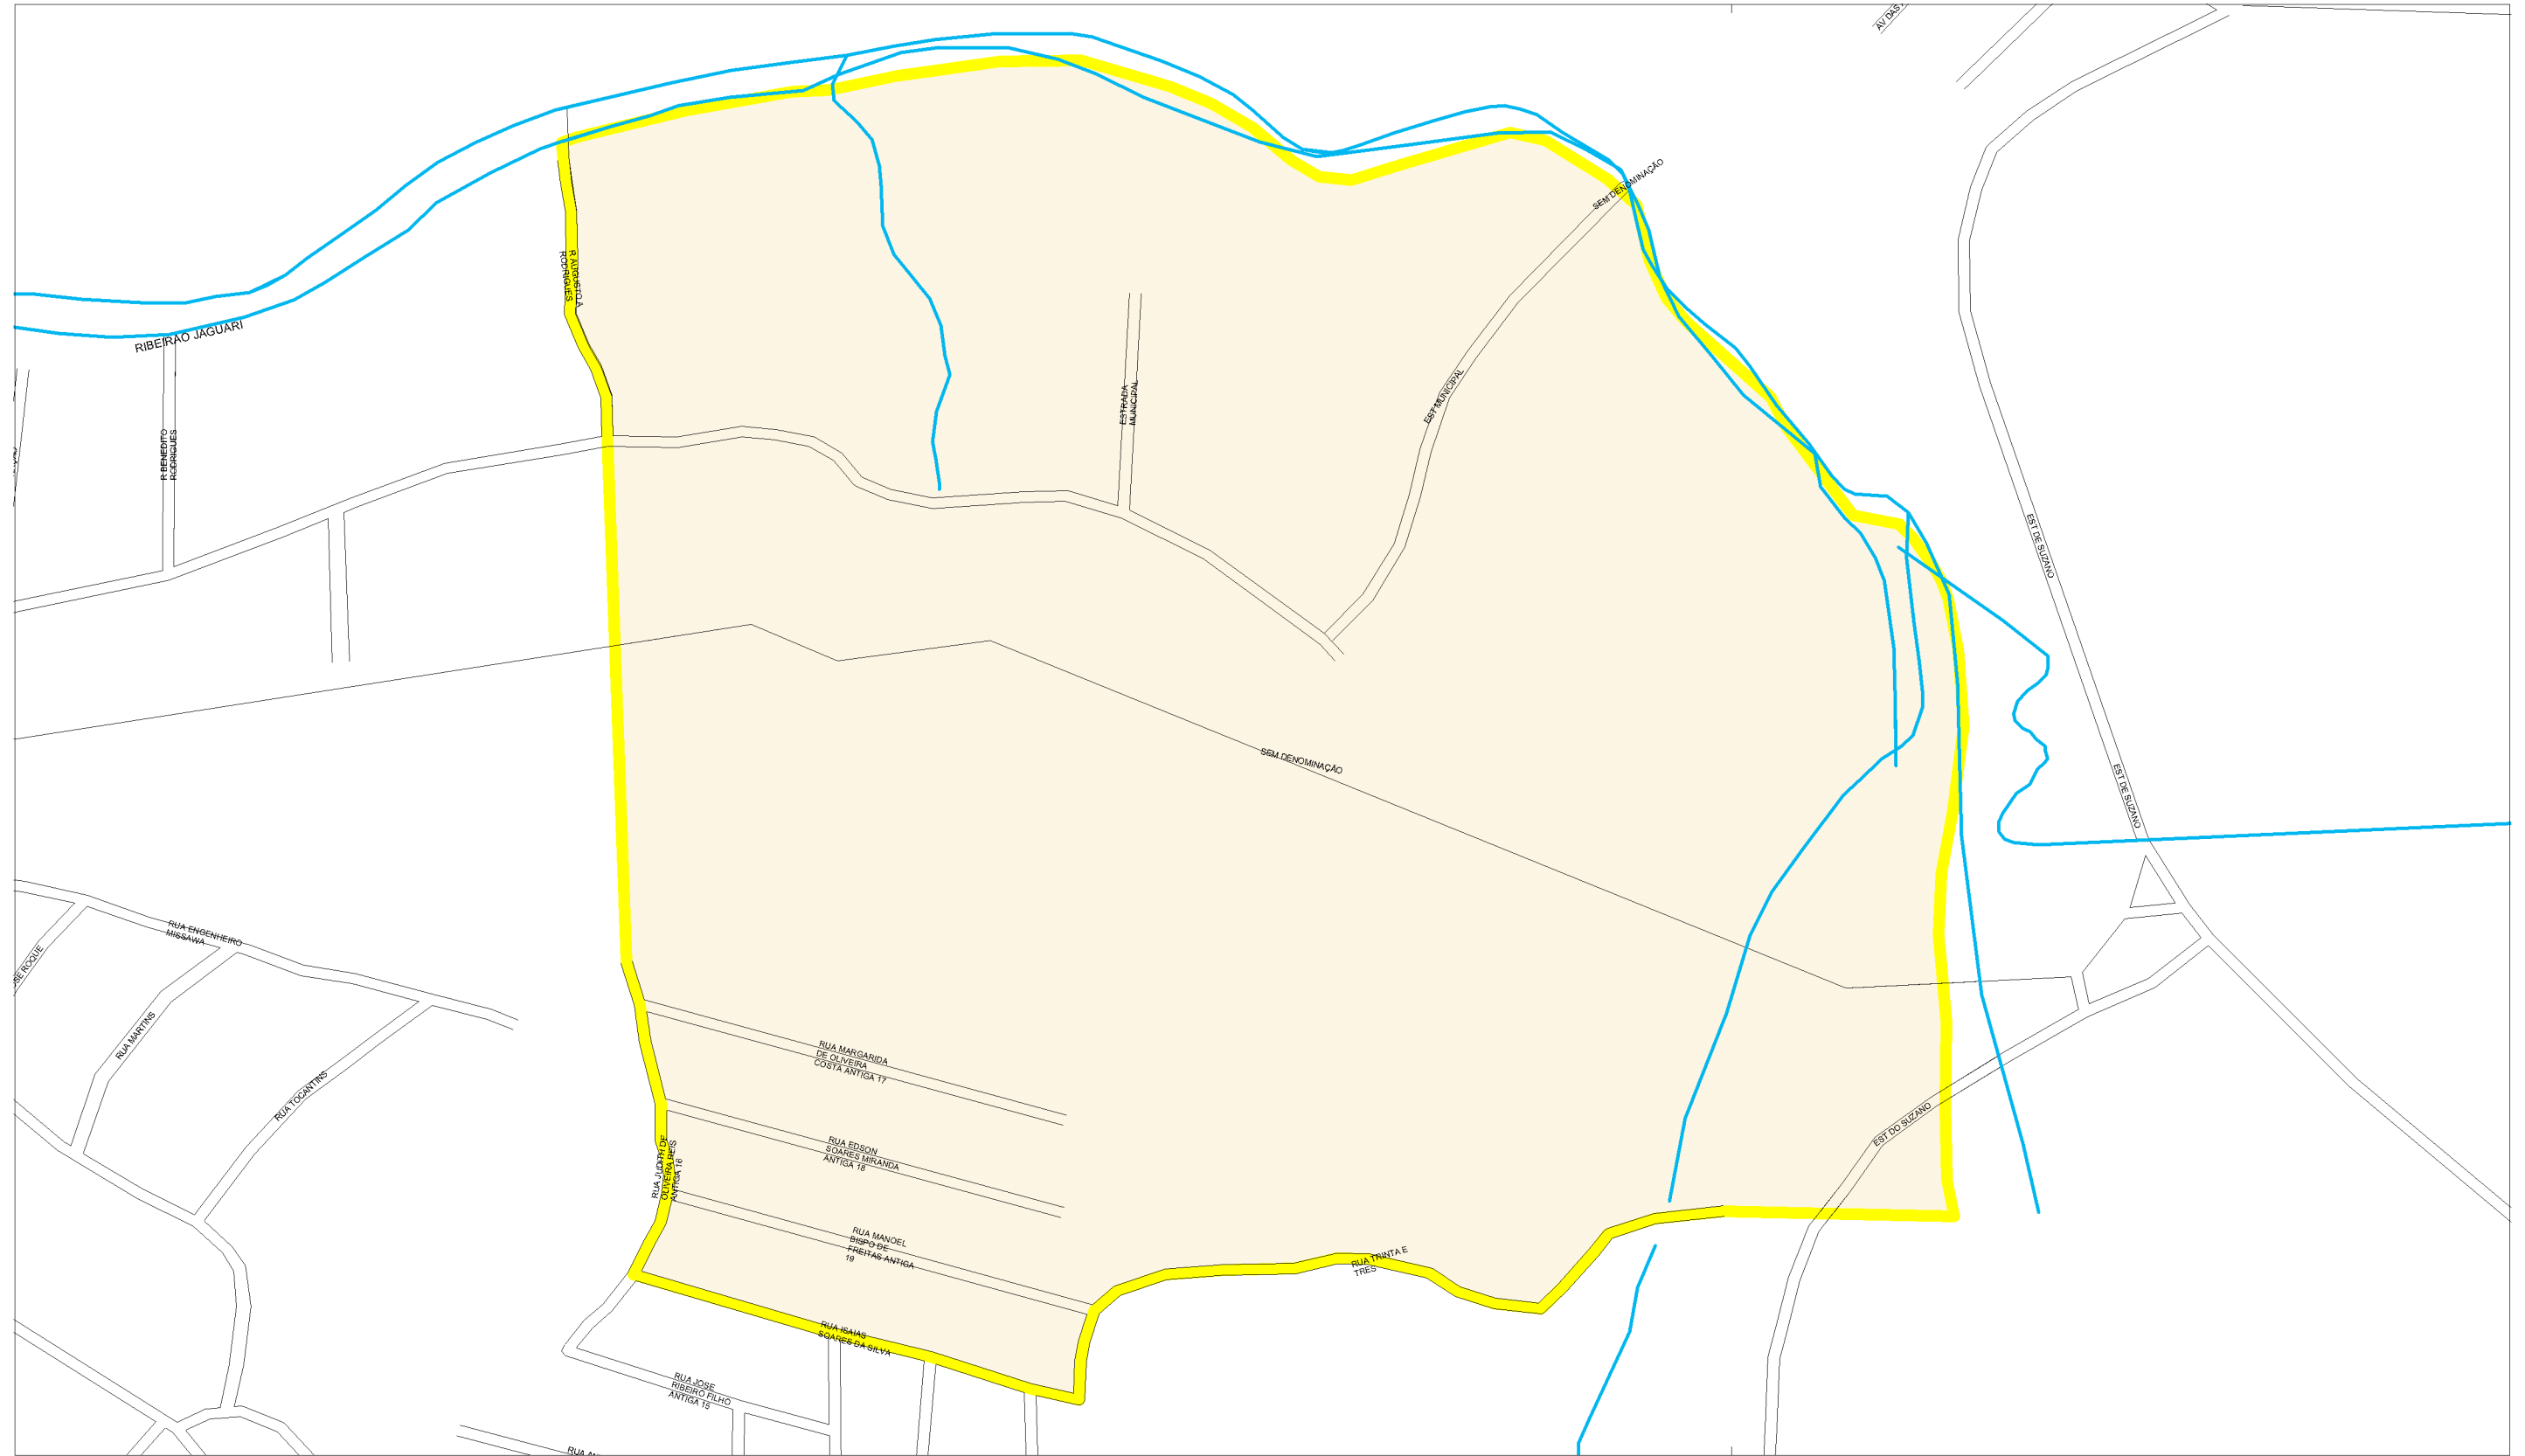 AV DAS
SEM DENOMINAÇÃO
R AUGUSTO A
RODRIGUES
RIBEIRAO JAGUARI
ESTRADA
MUNICIPAL
EST MUNICIPAL
R BENEDITO
RODRIGUES
EST DE SUZANO
SEM DENOMINAÇÃO
EST DE SUZANO
RUA ENGENHEIRO
MISSAWA
ROQUE
RUA MARTINS
RUA TOCANTINS
RUA MARGARIDA
DE OLIVEIRA
COSTA ANTIGA 17
EST DO SUZANO
RUA JUDITH DE
OLIVEIRA REIS
ANTIGA 16
RUA EDSON
SOARES MIRANDA
ANTIGA 18
RUA MANOEL
BISPO DE
FREITAS ANTIGA
19
RUA TRINTA E
TRES
RUA ISAIAS
SOARES DA SILVA
RUA JOSE
RIBEIRO FILHO
ANTIGA 15
RUA